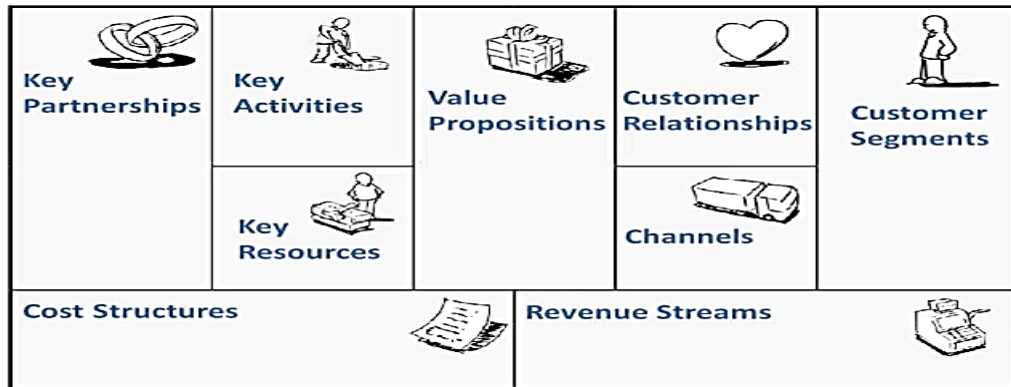 Key
Partnerships
Key
Activities
Key
Resources
Value
Propositions
Customer
Relationships
Channels
Customer
Segments
Cost Structures
Revenue Streams